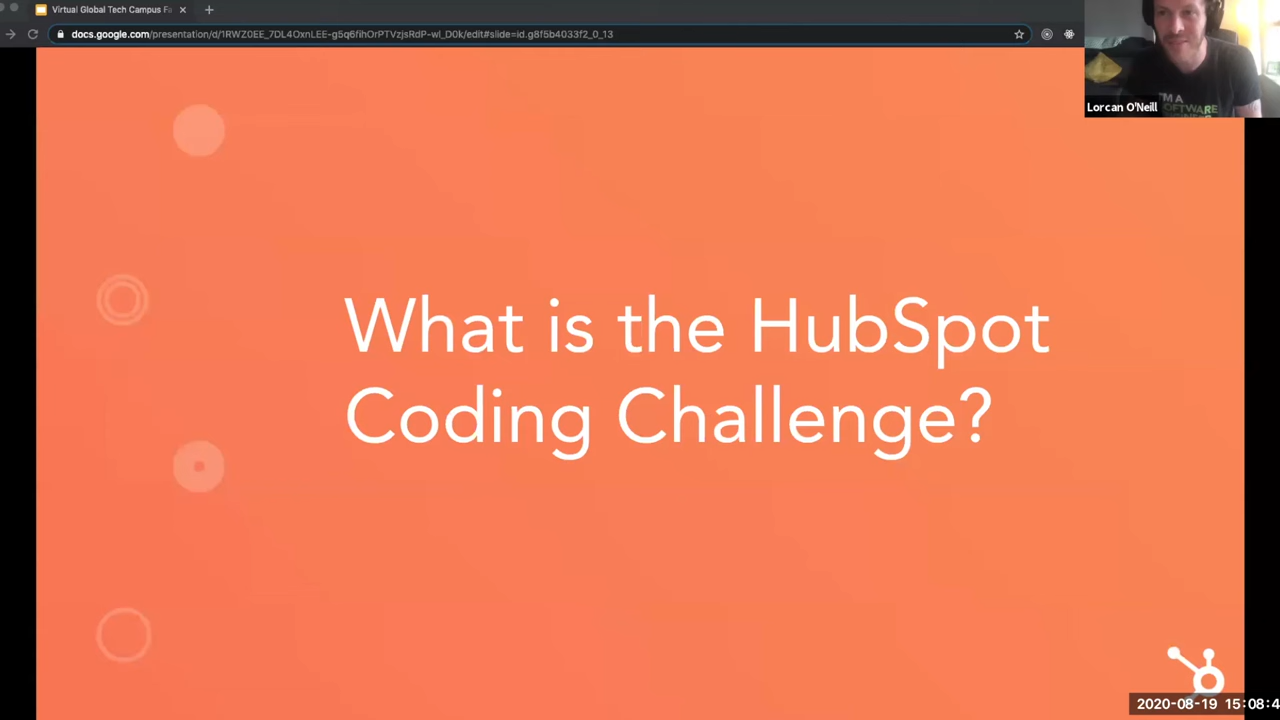 Virtual Global Tech Campus Fa
docs.google.com/presentation/d/1RWZ0EE_7DL4OxnLEE-g5q6fihOrPTVzjsRdP-wl_D0k/edit#slide=id.g8f5b4033f2_0_13
I'M A
SOFTWARE
Lorcan O'Neill
What is the HubSpot
Coding Challenge?
2020-08-19 15:08:4